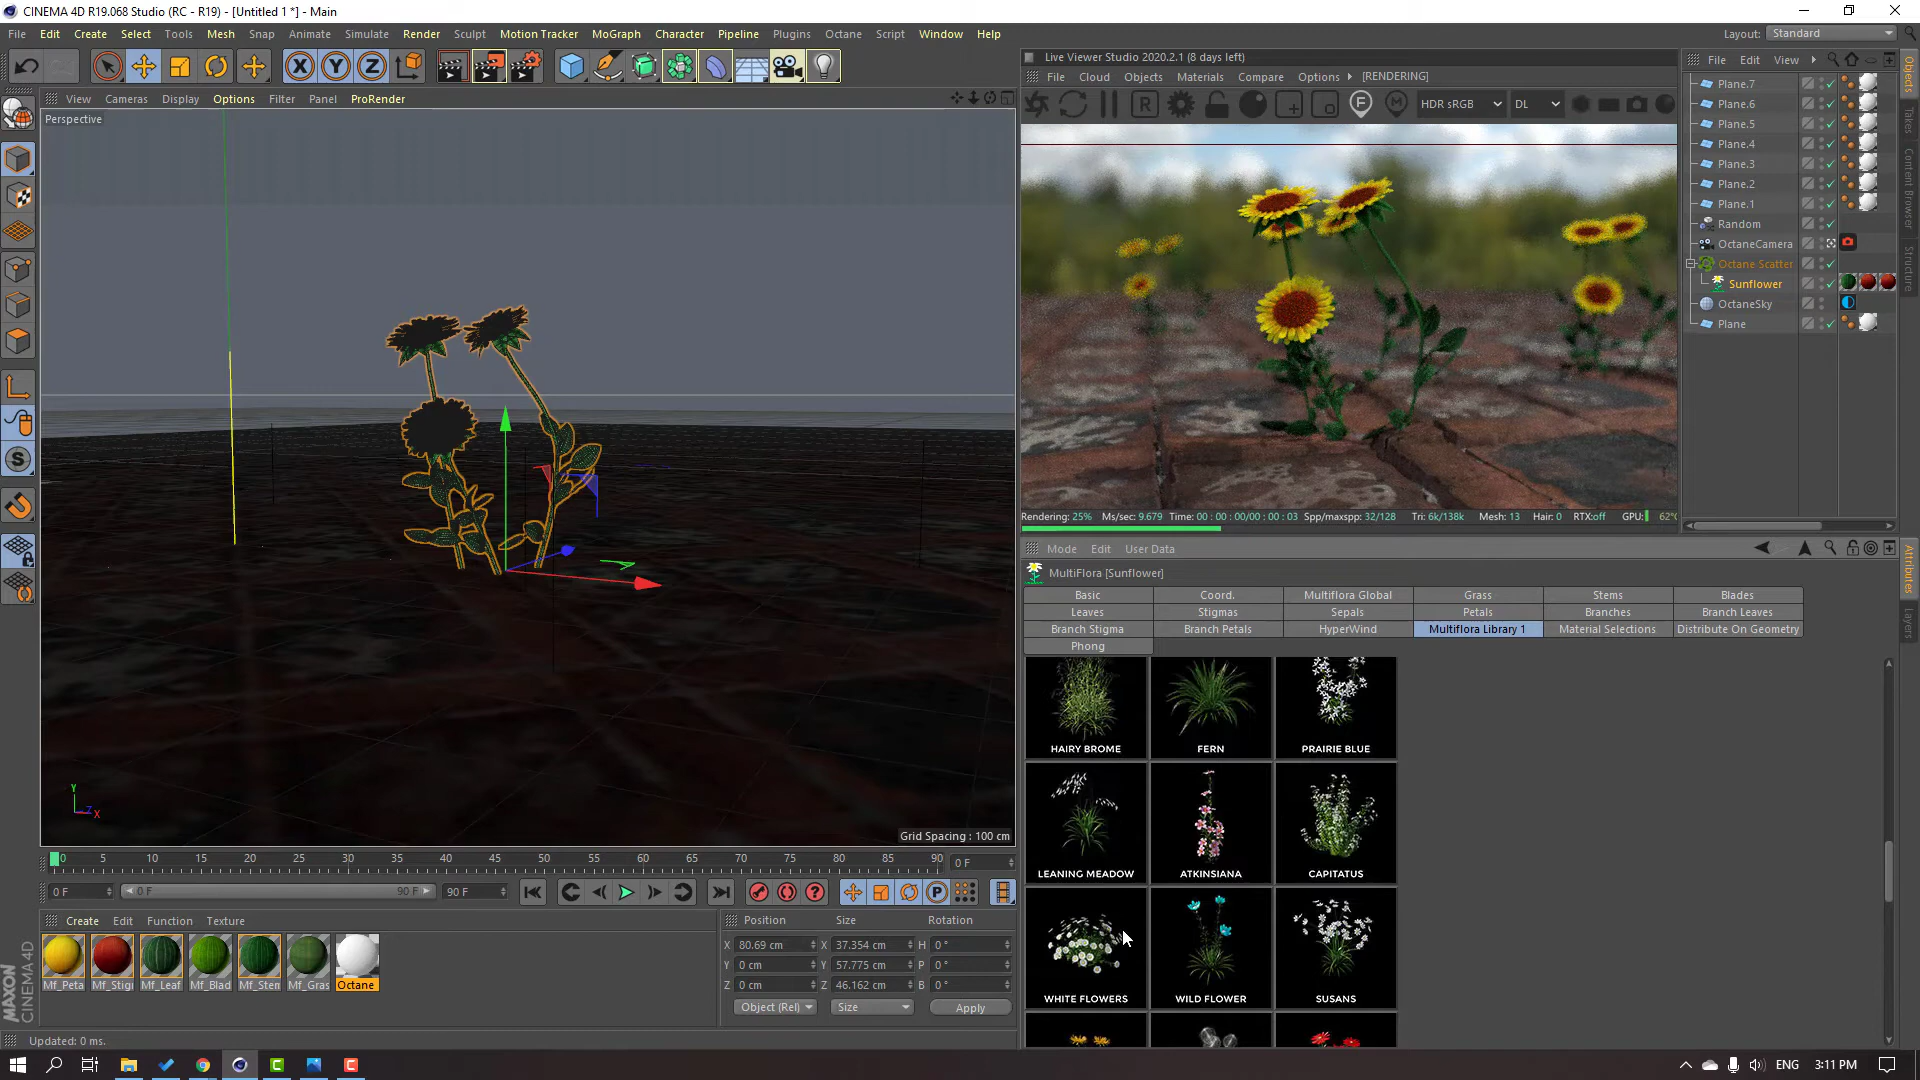 CINEMA 4D R19.068 Studio (RC - R19) - [Untitled 1 *] - Main
File Edit Create Select Tools Mesh Snap Animate Simulate Render Sculpt Motion Tracker MoGraph Character Pipeline Plugins Octane Script Window Help
Layout: Standard
View Cameras Display Options Filter Panel ProRender
Perspective
Grid Spacing : 100 cm
Live Viewer Studio 2020.2.1 (8 days left)
File Cloud Objects Materials Compare Options [RENDERING]
HDR sRGB DL
Rendering: 25% Ms/sec: 9.679 Time: 00 : 00 : 00/00 : 00 : 03 Spp/maxspp: 32/128 Tri: 6k/138k Mesh: 13 Hair: 0 RTX:off GPU:
File Edit View
Plane.7
Plane.6
Plane.5
Plane.4
Plane.3
Plane.2
Plane.1
Random
OctaneCamera
Octane Scatter
Sunflower
OctaneSky
Plane
Objects
Takes
Content Browser
Structure
Mode Edit User Data
MultiFlora [Sunflower]
Basic Coord. Multiflora Global Grass Stems Blades
Leaves Stigmas Sepals Petals Branches Branch Leaves
Branch Stigma Branch Petals HyperWind Multiflora Library 1 Material Selections Distribute On Geometry
Phong
HAIRY BROME FERN PRAIRIE BLUE
LEANING MEADOW ATKINSIANA CAPITATUS
WHITE FLOWERS WILD FLOWER SUSANS
Attributes
Layers
0 5 10 15 20 25 30 35 40 45 50 55 60 65 70 75 80 85 90 0 F
0 F 0 F 90 F 90 F
Create Edit Function Texture
Mf_Peta Mf_Stigi Mf_Leaf Mf_Blad Mf_Sten Mf_Gras Octane
Position Size Rotation
X 80.69 cm X 37.354 cm H 0 °
Y 0 cm Y 57.775 cm P 0 °
Z 0 cm Z 46.162 cm B 0 °
Object (Rel) Size Apply
MAXON
CINEMA 4D
Updated: 0 ms.
ENG 3:11 PM